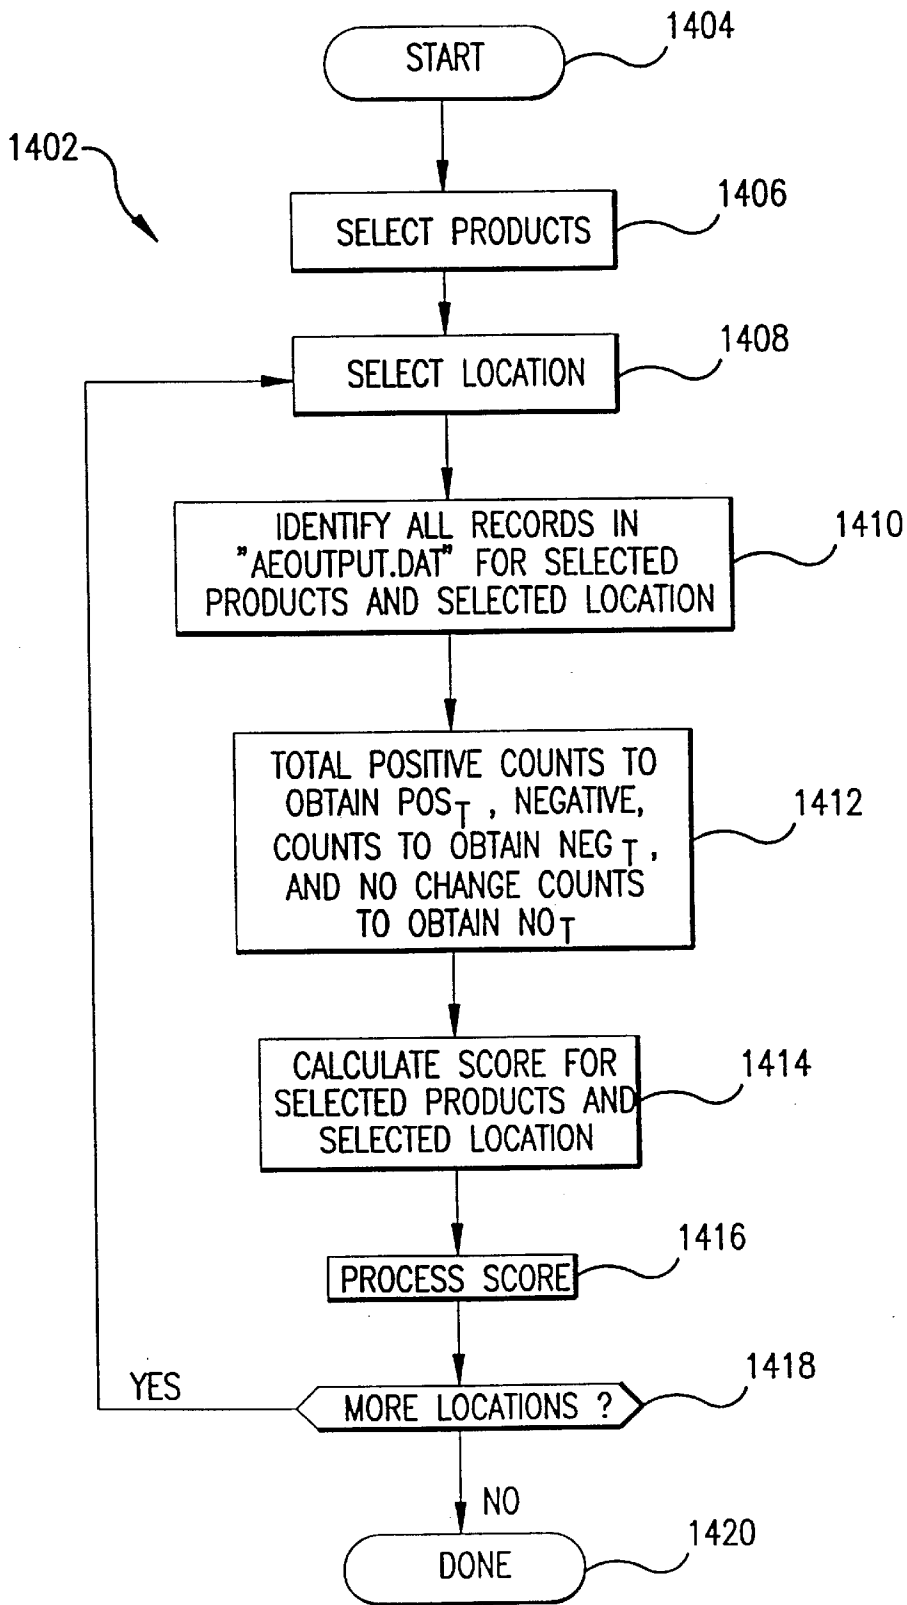 1404
START
1402
1406
SELECT PRODUCTS
1408
SELECT LOCATION
1410
IDENTIFY ALL RECORDS IN
"AEOUTPUT.DAT" FOR SELECTED
PRODUCTS AND SELECTED LOCATION
1412
TOTAL POSITIVE COUNTS TO
OBTAIN POST, NEGATIVE,
COUNTS TO OBTAIN NEGT,
AND NO CHANGE COUNTS
TO OBTAIN NOT
1414
CALCULATE SCORE FOR
SELECTED PRODUCTS AND
SELECTED LOCATION
1416
PROCESS SCORE
1418
YES
MORE LOCATIONS ?
NO
1420
DONE